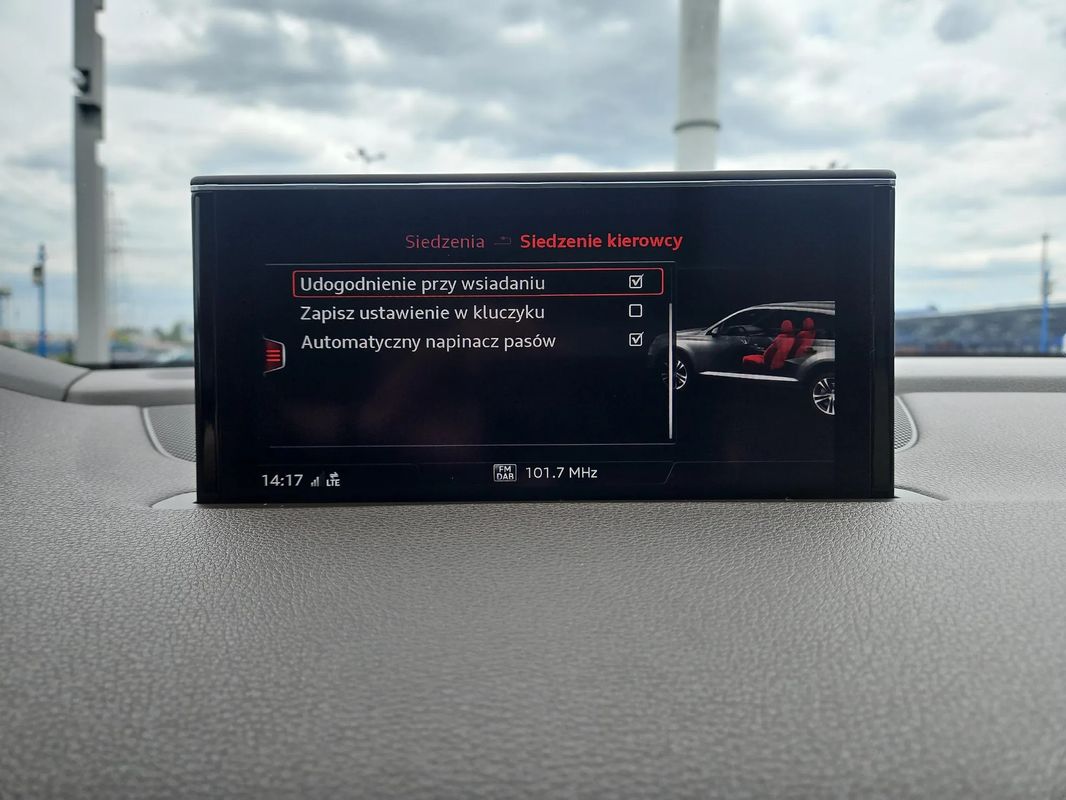 Siedzenia Siedzenie kierowcy
Udogodnienie przy wsiadaniu
Zapisz ustawienie w kluczyku
Automatyczny napinacz pasów
14:17 LTE FM DAB 101.7 MHz